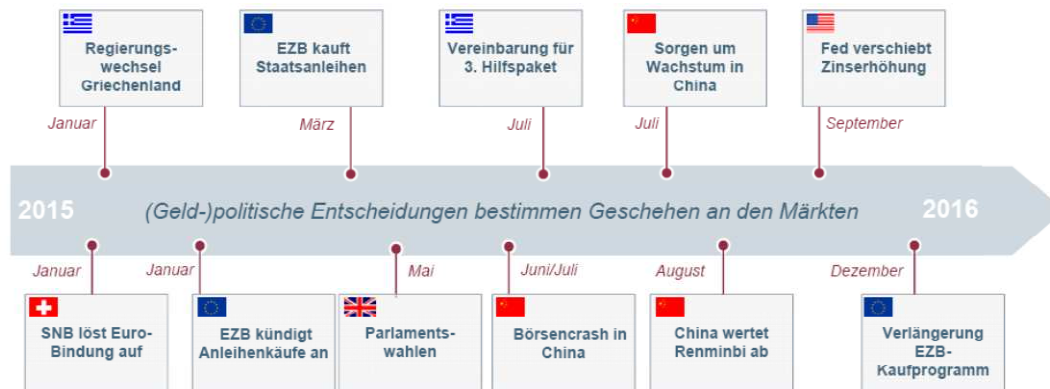 Regierungs-
wechsel
Griechenland
EZB kauft
Staatsanleihen
Vereinbarung für
3. Hilfspaket
Sorgen um
Wachstum in
China
Fed verschiebt
Zinserhöhung
Januar
März
Juli
Juli
September
2015
(Geld-)politische Entscheidungen bestimmen Geschehen an den Märkten
2016
Januar
Januar
Mai
Juni/Juli
August
Dezember
SNB löst Euro-
Bindung auf
EZB kündigt
Anleihenkäufe an
Parlaments-
wahlen
Börsencrash in
China
China wertet
Renminbi ab
Verlängerung
EZB-
Kaufprogramm